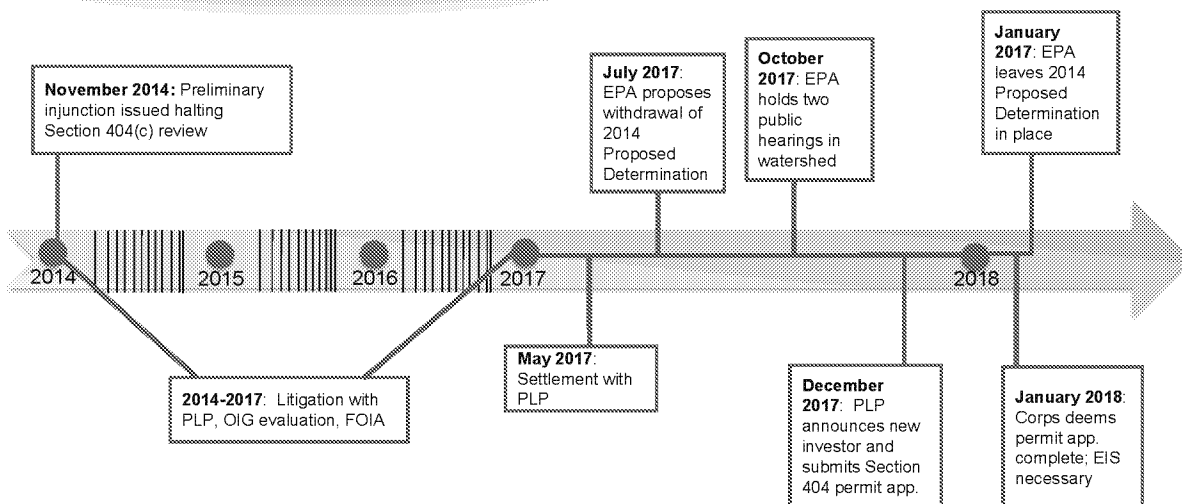 November 2014: Preliminary
injunction issued halting
Section 404(c) review
July 2017:
EPA proposes
withdrawal of
2014
Proposed
Determination
October
2017: EPA
holds two
public
hearings in
watershed
January
2017: EPA
leaves 2014
Proposed
Determination
in place
2014
2015
2016
2017
2018
2014-2017: Litigation with
PLP, OIG evaluation, FOIA
May 2017:
Settlement with
PLP
December
2017: PLP
announces new
investor and
submits Section
404 permit app.
January 2018:
Corps deems
permit app.
complete; EIS
necessary